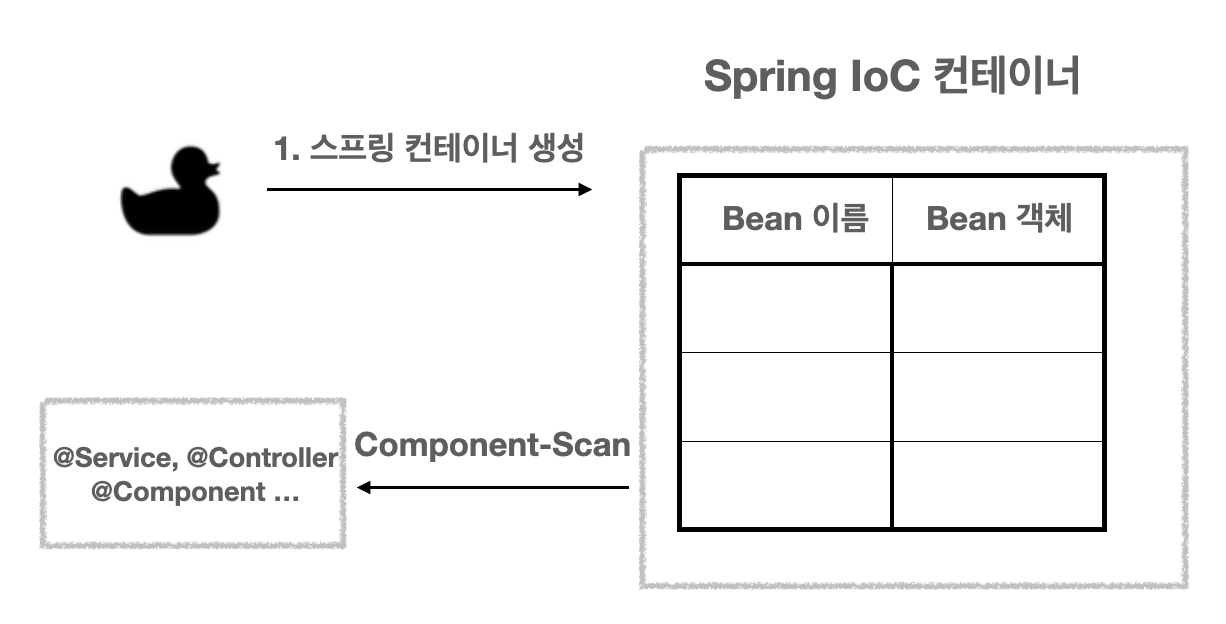 Spring IoC 컨테이너
1. 스프링 컨테이너 생성
Bean 이름
Bean 객체
@Service, @Controller
@Component ...
Component-Scan